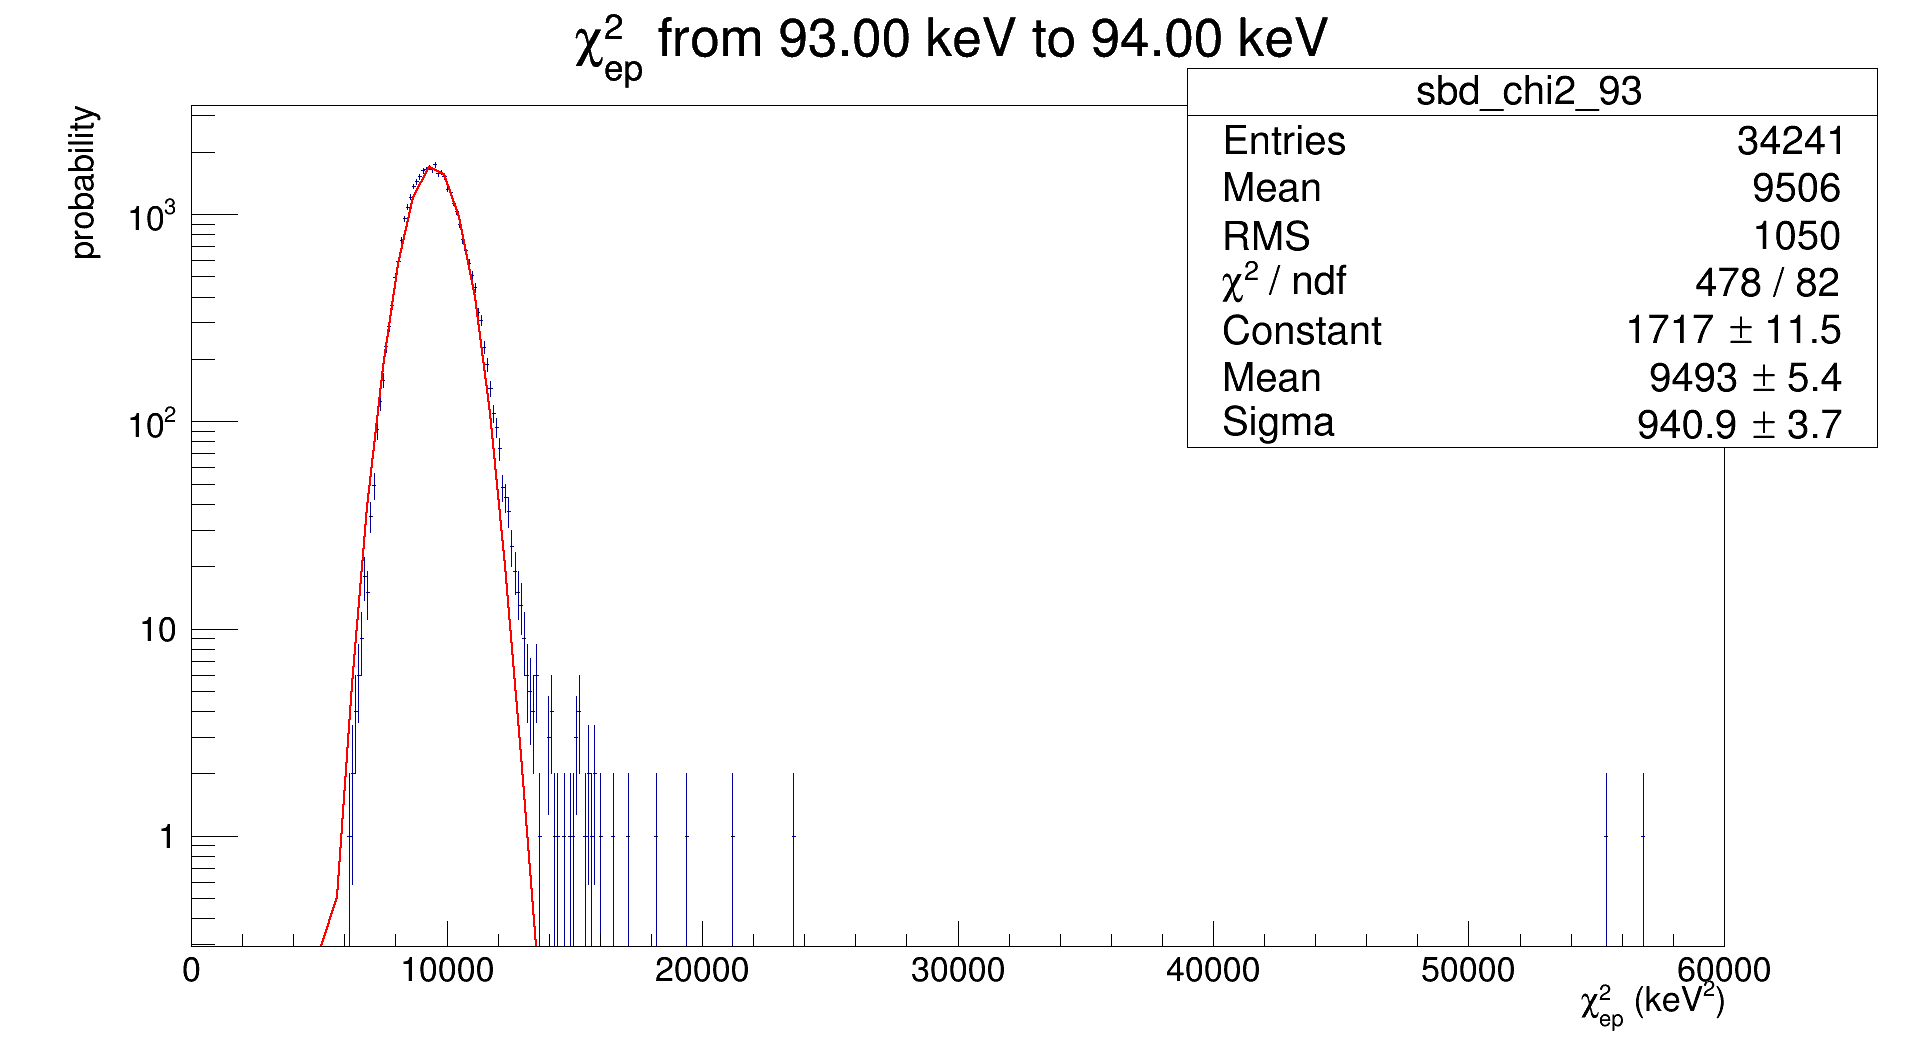 χ²ep from 93.00 keV to 94.00 keV
sbd_chi2_93
Entries 34241
Mean 9506
RMS 1050
χ² / ndf 478 / 82
Constant 1717 ± 11.5
Mean 9493 ± 5.4
Sigma 940.9 ± 3.7
probability
10³
10²
10
1
0 10000 20000 30000 40000 50000 60000
χ²ep (keV²)